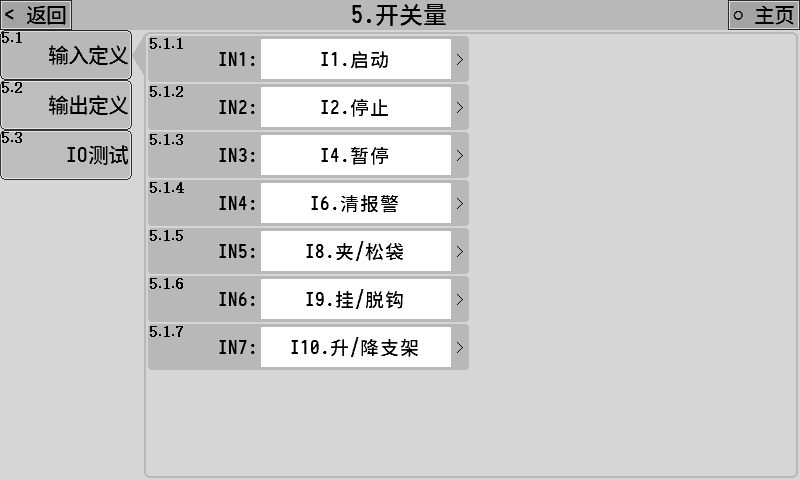 < 返回
5.开关量
○ 主页
5.1
输入定义
5.2
输出定义
5.3
IO测试
5.1.1
IN1: I1.启动 >
5.1.2
IN2: I2.停止 >
5.1.3
IN3: I4.暂停 >
5.1.4
IN4: I6.清报警 >
5.1.5
IN5: I8.夹/松袋 >
5.1.6
IN6: I9.挂/脱钩 >
5.1.7
IN7: I10.升/降支架 >